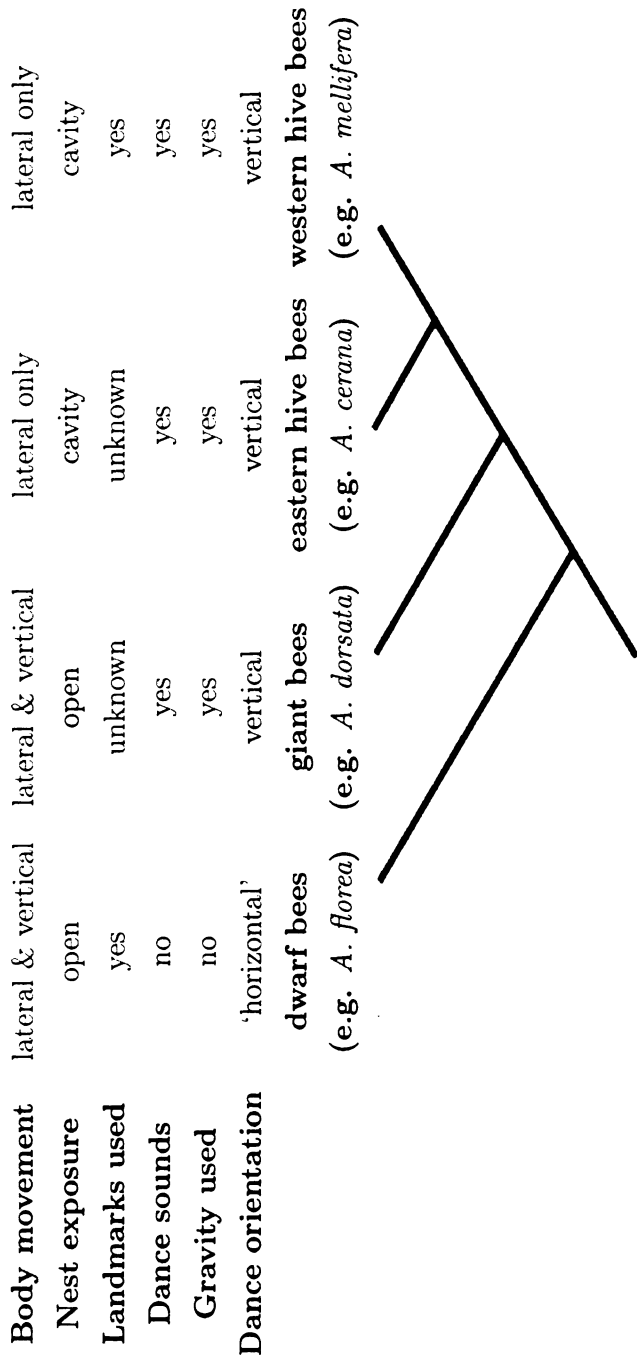 Body movement lateral & vertical lateral & vertical lateral only lateral only
Nest exposure open open cavity cavity
Landmarks used yes unknown unknown yes
Dance sounds no yes yes yes
Gravity used no yes yes yes
Dance orientation ‘horizontal’ vertical vertical vertical
dwarf bees giant bees eastern hive bees western hive bees
(e.g. A. florea) (e.g. A. dorsata) (e.g. A. cerana) (e.g. A. mellifera)